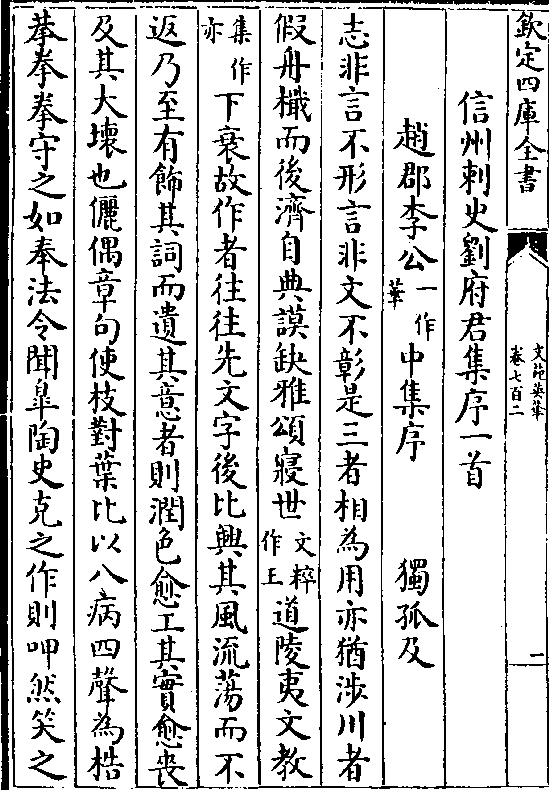 欽定四庫全書
文苑英華
卷七百二
二
信州刺史劉府君集序一首
趙郡李公一作華中集序　獨孤及
志非言不形言非文不彰是三者相為用亦猶涉川者
假舟檝而後濟自典謨缺雅頌寢世文粹作王道陵夷文教
集作亦下衰故作者往往先文字後比興其風流蕩而不
返乃至有飾其詞而遺其意者則潤色愈工其實愈喪
及其大壞也儷偶章句使枝對葉比以八病四聲為梏
拲拳拳守之如奉法令聞臯陶史克之作則呷然笑之